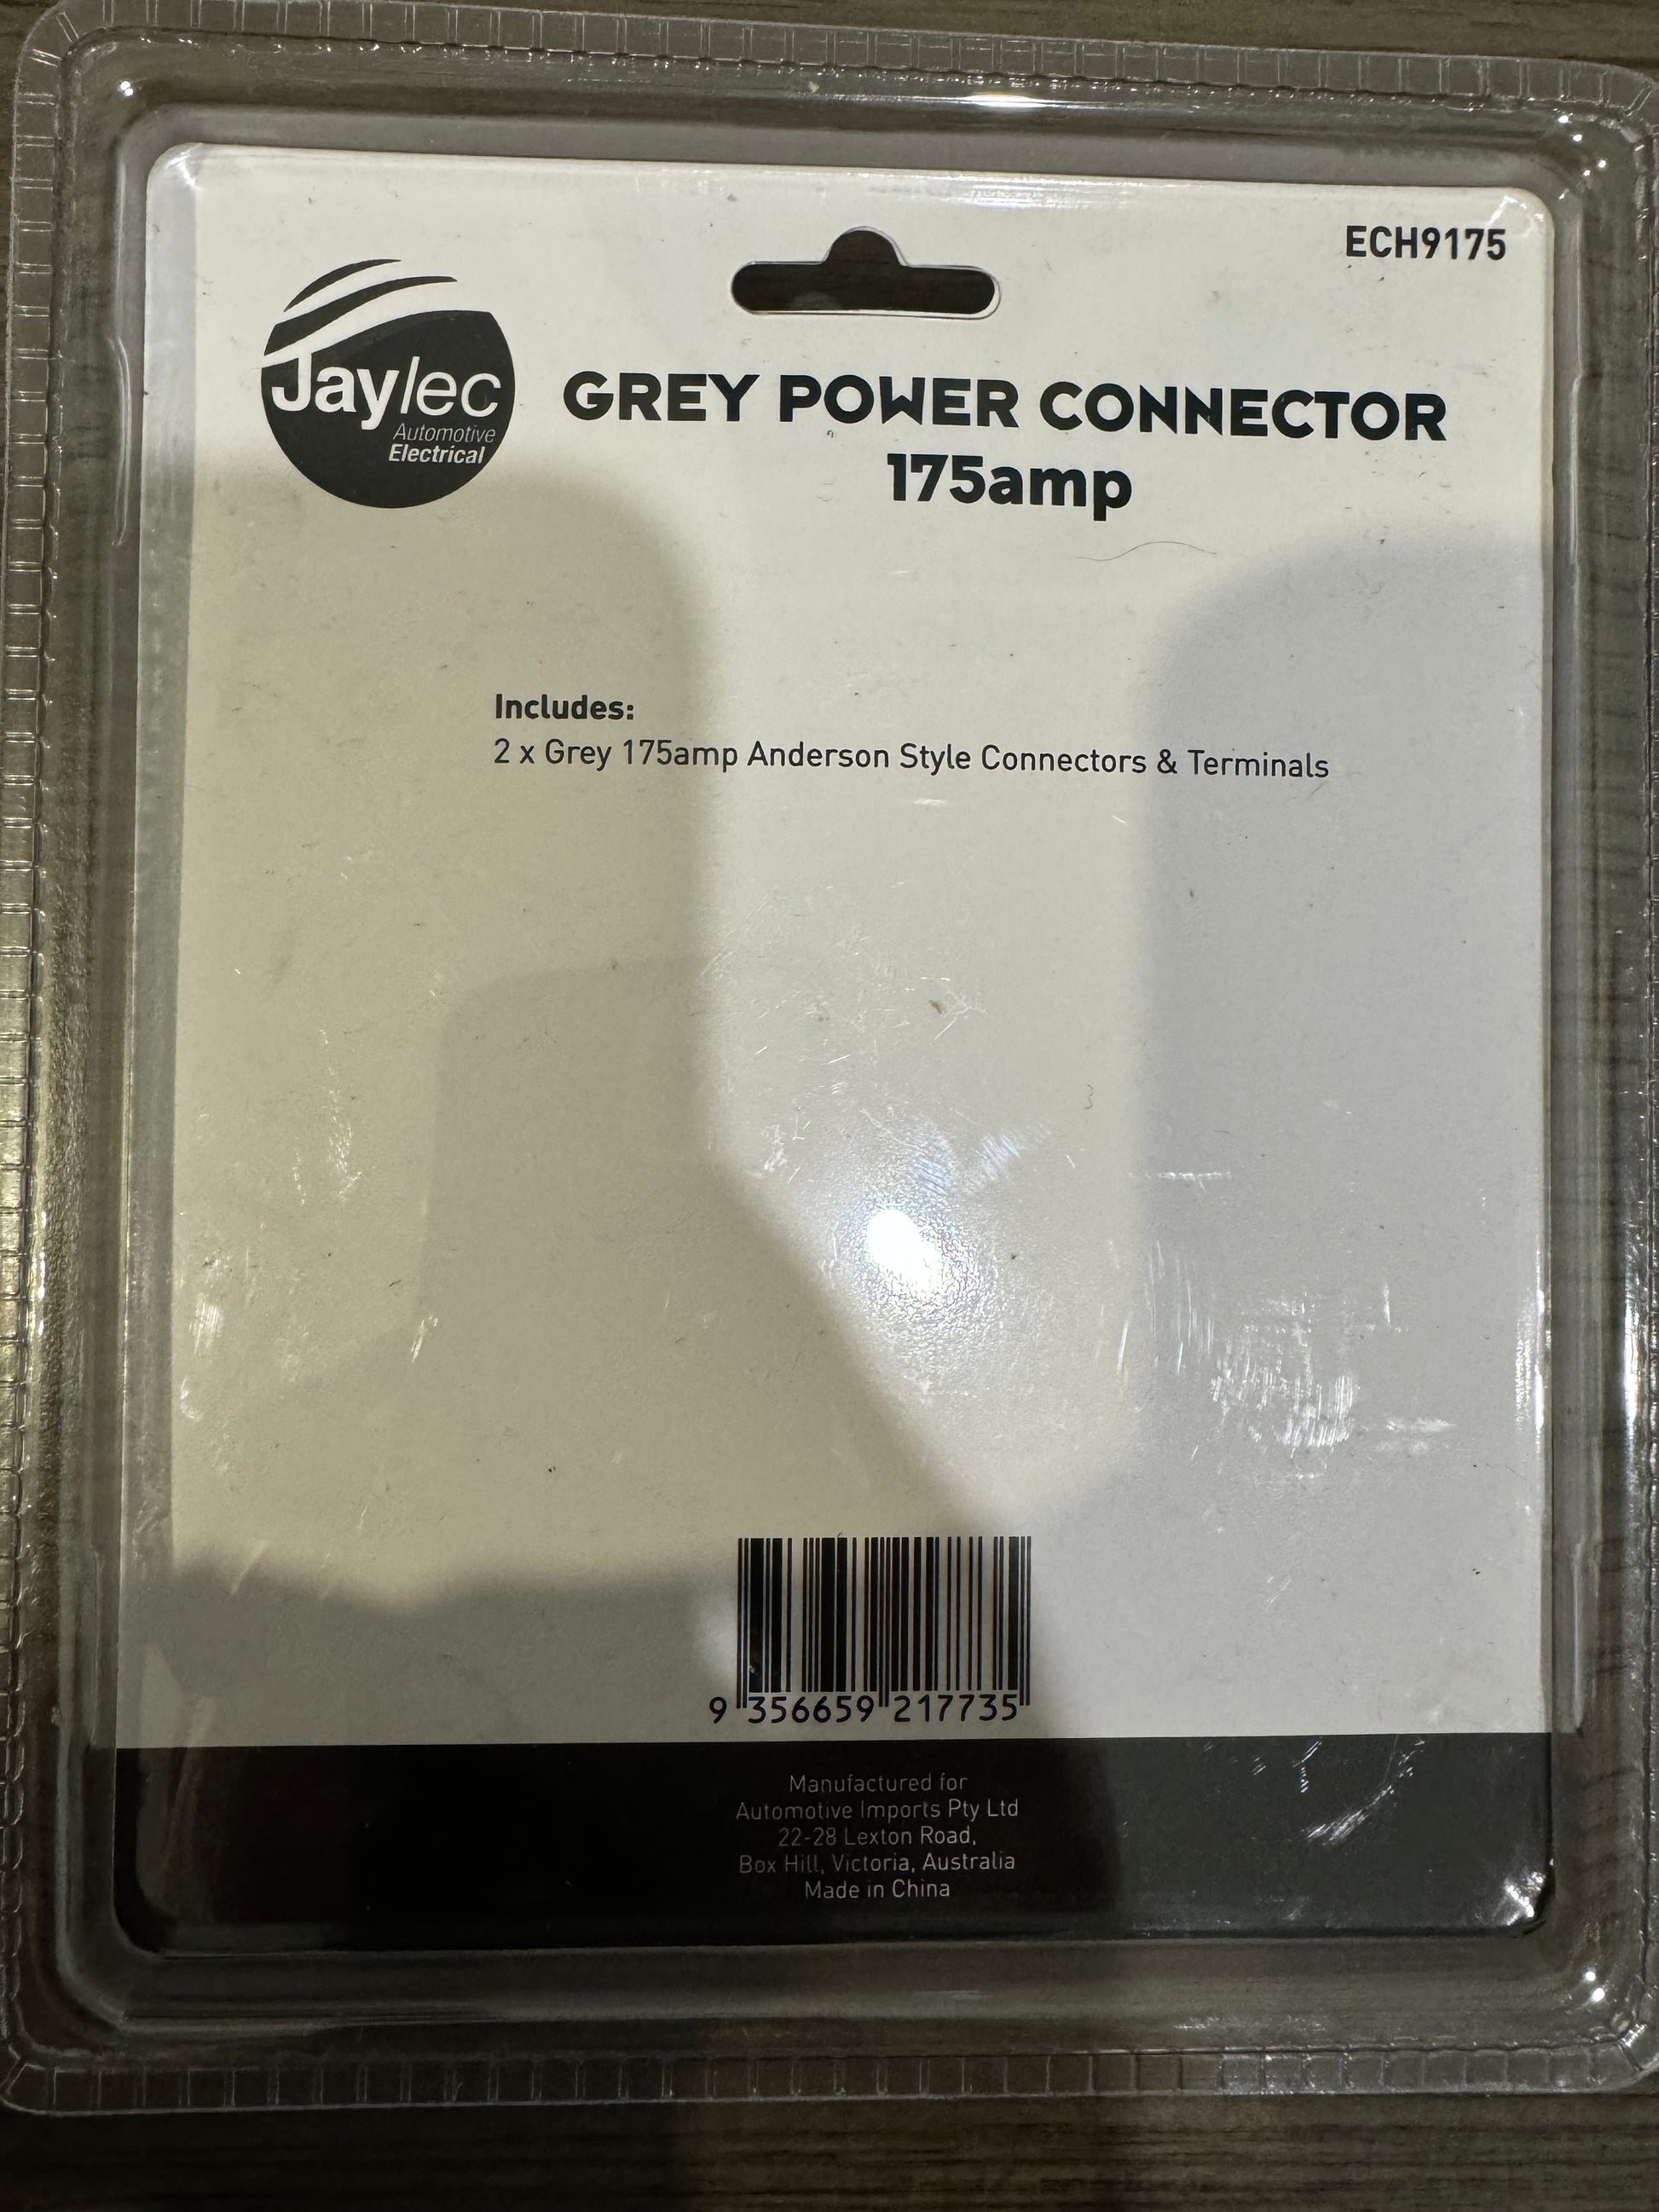 ECH9175
Jaylec
Automotive
Electrical
GREY POWER CONNECTOR
175amp
Includes:
2 x Grey 175amp Anderson Style Connectors & Terminals
9 356659 217735
Manufactured for
Automotive Imports Pty Ltd
22-28 Lexton Road,
Box Hill, Victoria, Australia
Made in China